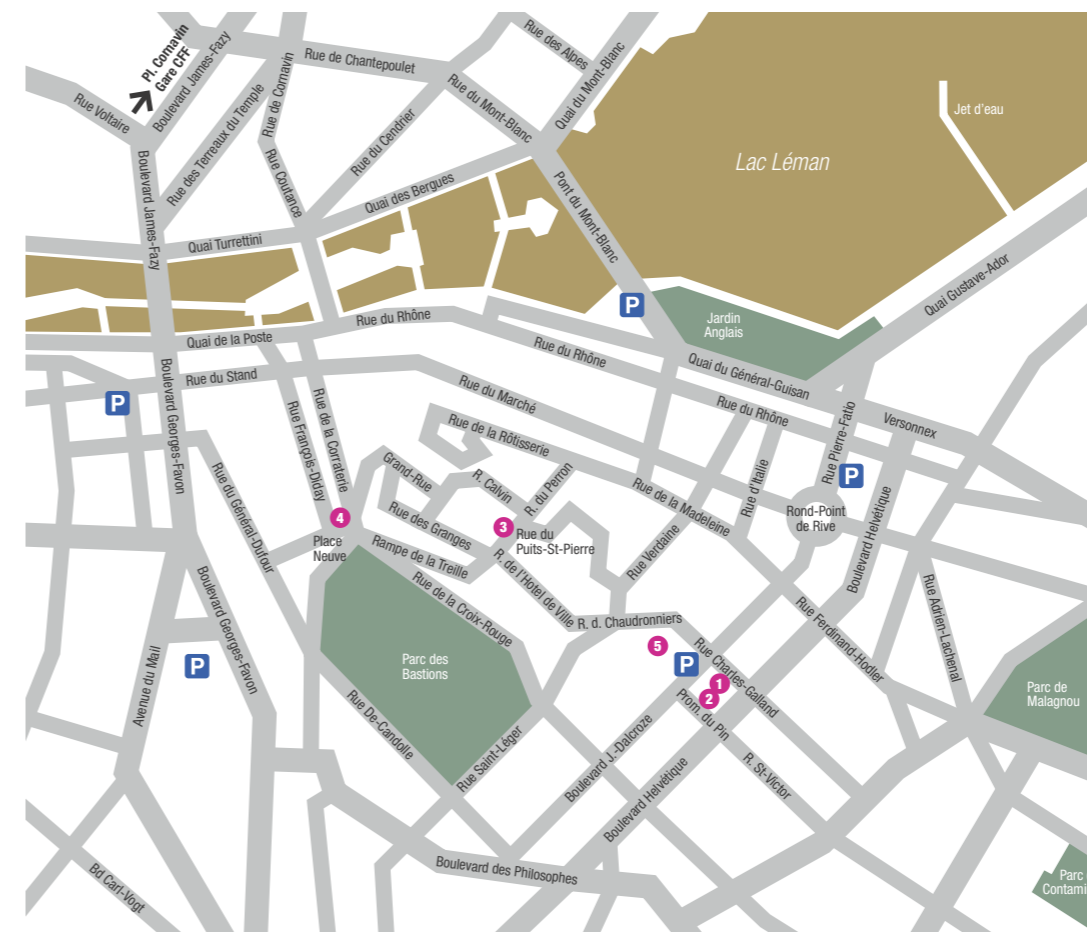 Pl. Cornavin
Gare CFF
Boulevard James-Fazy
Rue Voltaire
Rue de Chantepoulet
Rue des Alpes
Quai du Mont-Blanc
Rue de Cornavin
Rue des Terreaux du Temple
Rue du Mont-Blanc
Rue du Cendrier
Jet d'eau
Lac Léman
Boulevard James-Fazy
Rue Coutance
Quai des Bergues
Pont du Mont-Blanc
Quai Turrettini
Quai Gustave-Ador
P
Jardin
Anglais
Rue du Rhône
Quai de la Poste
Rue du Rhône
Quai du Général-Guisan
Rue du Stand
P
Rue du Marché
Rue du Rhône
Versonnex
Boulevard Georges-Favon
Rue François-Diday
Rue de la Corraterie
Rue de la Rôtisserie
Rue Pierre-Fatio
Rue du Général-Dufour
Grand-Rue
R. Calvin
R. du Perron
Rue de la Madeleine
Rue d'Italie
P
Rond-Point
de Rive
Boulevard Helvétique
4
Place
Neuve
Rue des Granges
3
Rue du
Puits-St-Pierre
Rampe de la Treille
R. de l'Hotel de Ville
Rue Verdaine
Rue de la Croix-Rouge
R. d. Chaudronniers
Rue Ferdinand-Hodler
Rue Adrien-Lachenal
Boulevard Georges-Favon
Avenue du Mail
P
Parc des
Bastions
5
P
Rue Charles-Galland
1
2
Prom. du Pin
Parc de
Malagnou
Rue De-Candolle
Rue Saint-Léger
Boulevard J.-Dalcroze
Boulevard Helvétique
R. St-Victor
Boulevard des Philosophes
Bd Carl-Vogt
Parc
Contami